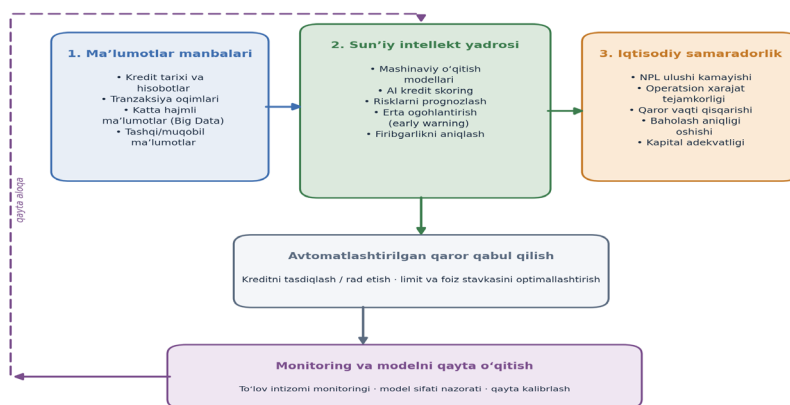 1. Ma’lumotlar manbalari
• Kredit tarixi va
hisobotlar
• Tranzaksiya oqimlari
• Katta hajmli
ma’lumotlar (Big Data)
• Tashqi/muqobil
ma’lumotlar
2. Sun’iy intellekt yadrosi
• Mashinaviy o‘qitish
modellari
• AI kredit skoring
• Risklarni prognozlash
• Erta ogohlantirish
(early warning)
• Firibgarlikni aniqlash
3. Iqtisodiy samaradorlik
• NPL ulushi kamayishi
• Operatsion xarajat
tejamkorligi
• Qaror vaqti qisqarishi
• Baholash aniqligi
oshishi
• Kapital adekvatligi
qayta aloqa
Avtomatlashtirilgan qaror qabul qilish
Kreditni tasdiqlash / rad etish · limit va foiz stavkasini optimallashtirish
Monitoring va modelni qayta o‘qitish
To‘lov intizomi monitoringi · model sifati nazorati · qayta kalibrlash